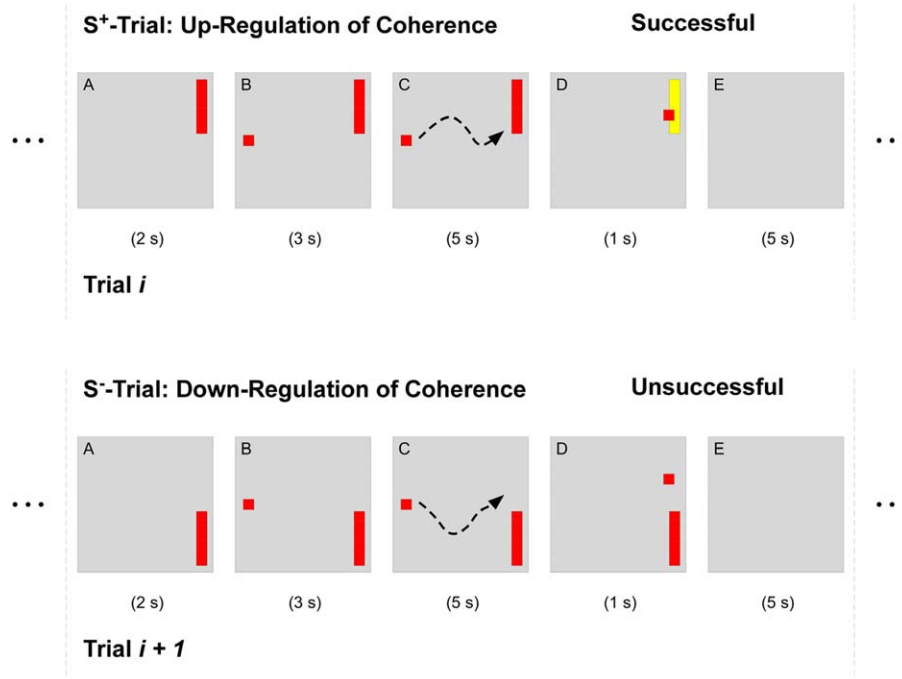 S⁺-Trial: Up-Regulation of Coherence Successful
A B C D E
... ..
(2 s) (3 s) (5 s) (1 s) (5 s)
Trial i
S⁻-Trial: Down-Regulation of Coherence Unsuccessful
A B C D E
... ..
(2 s) (3 s) (5 s) (1 s) (5 s)
Trial i + 1